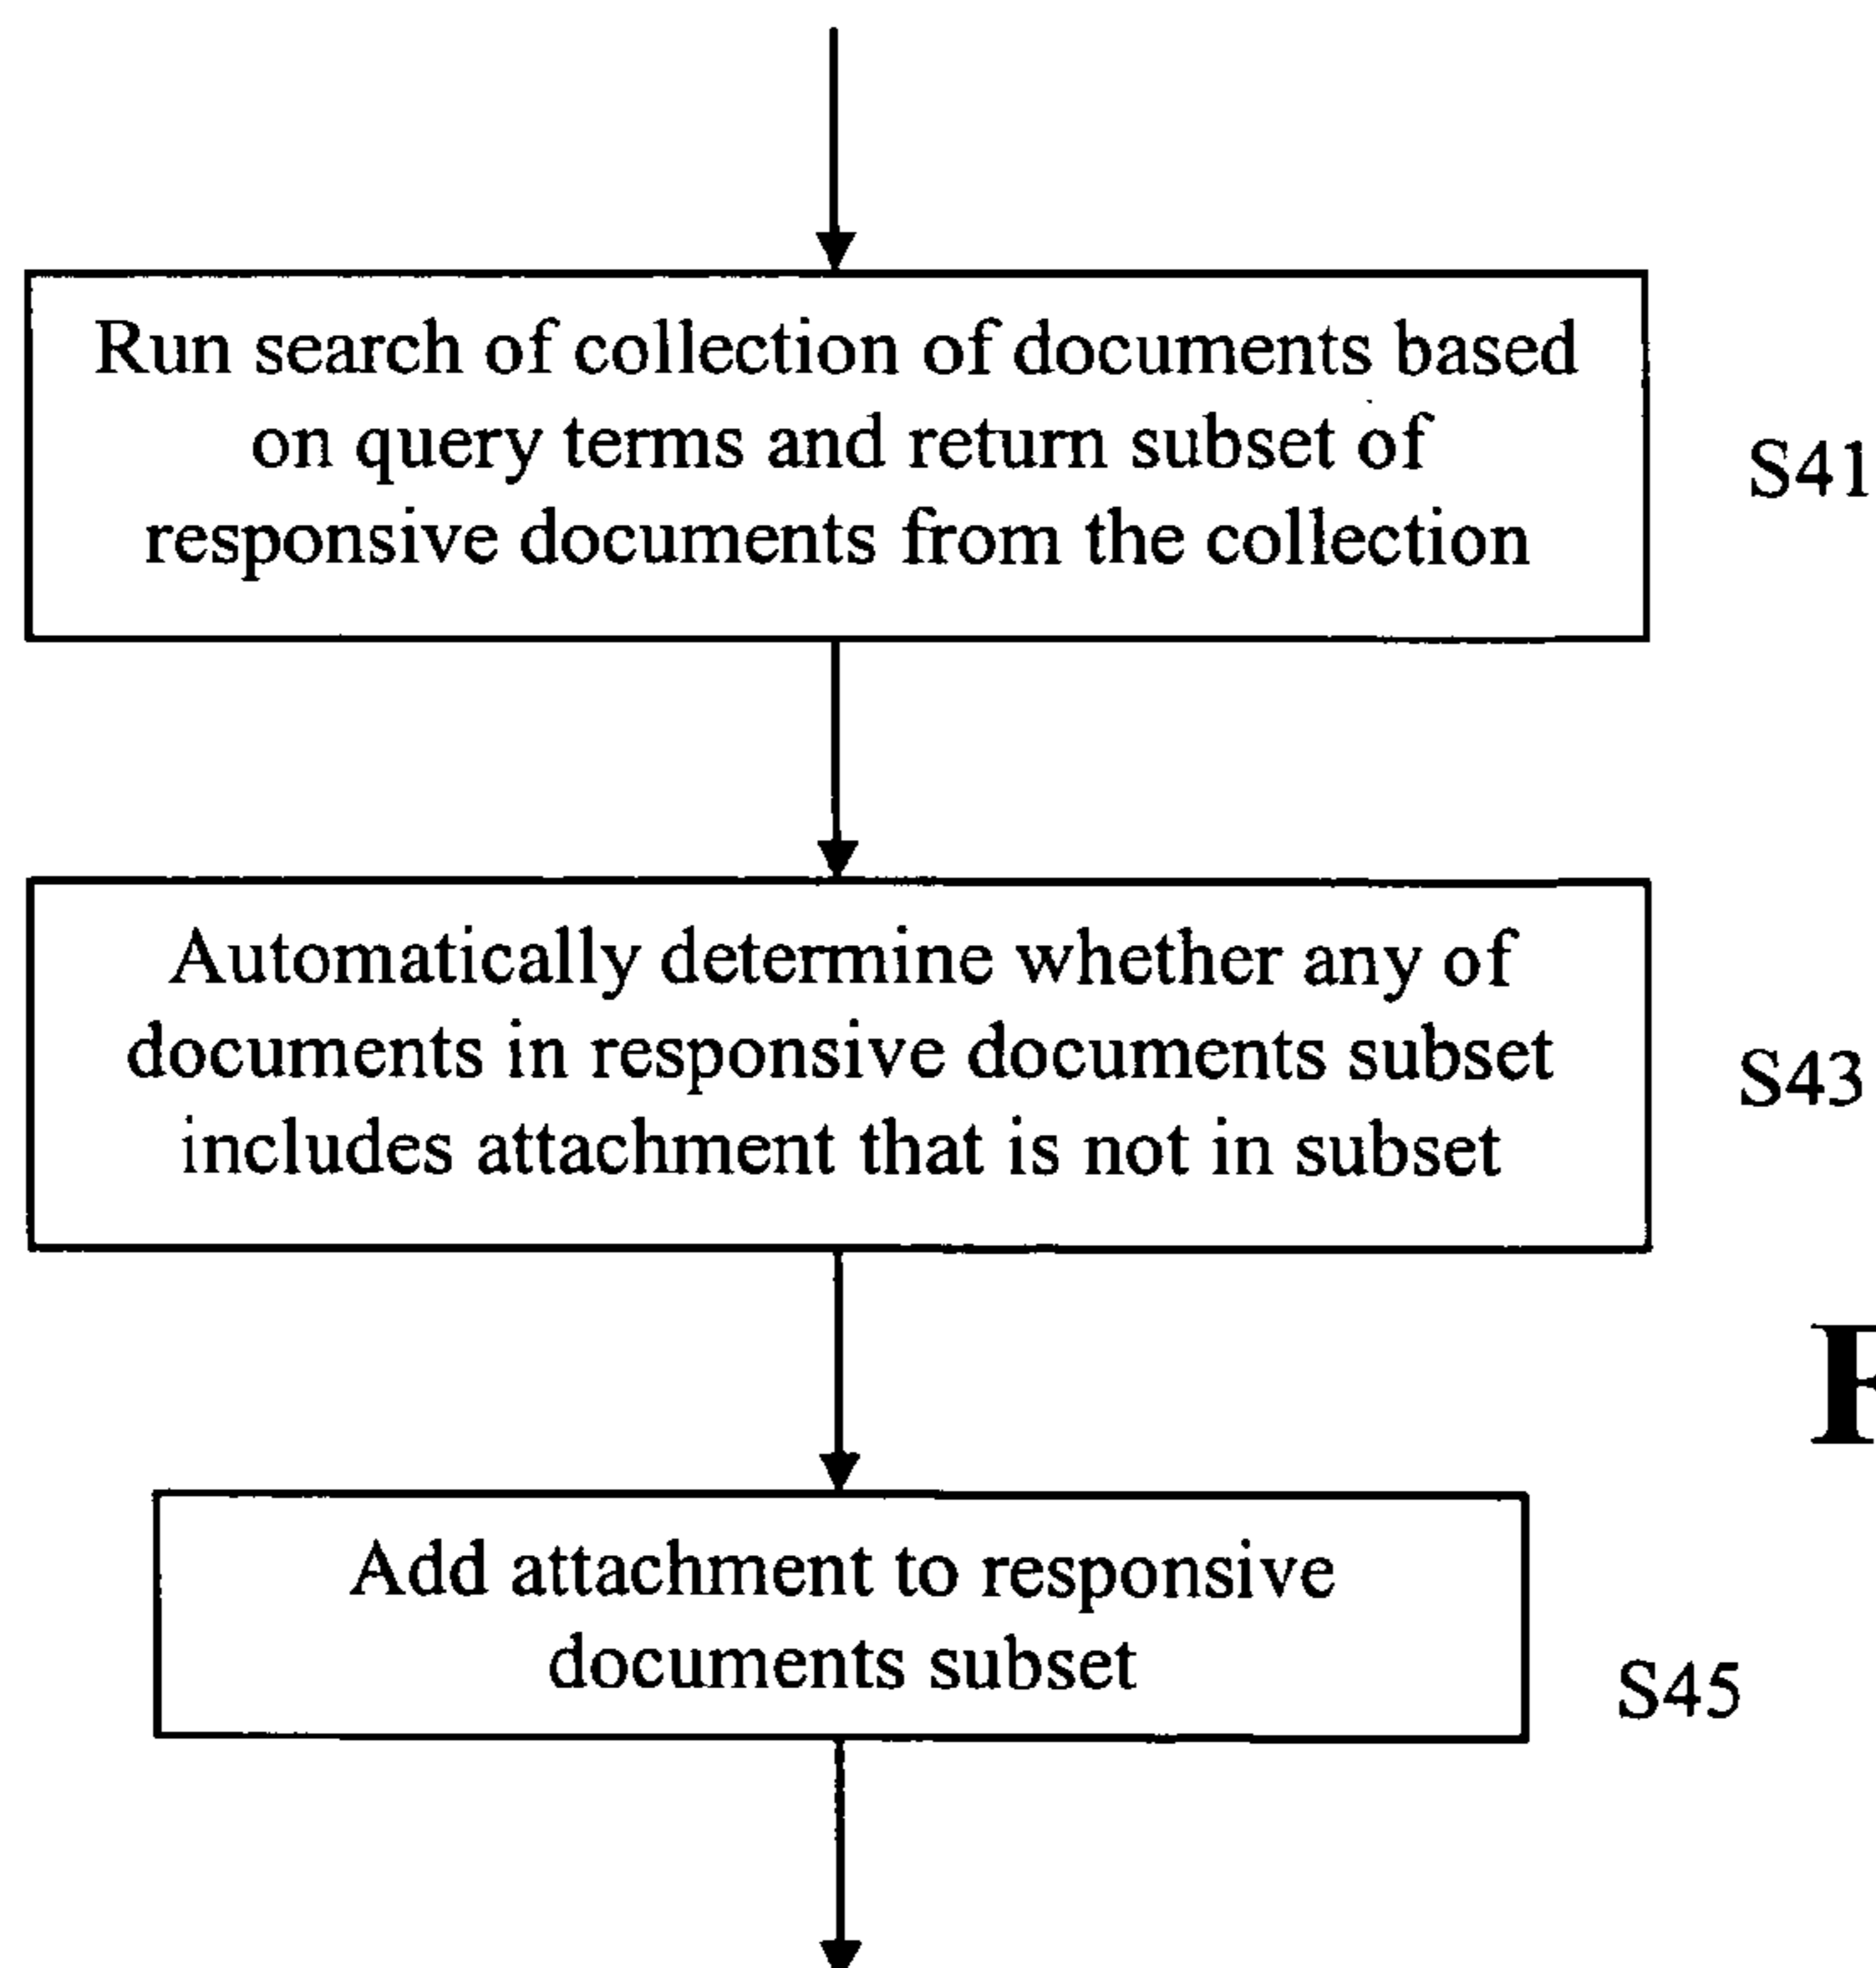 Run search of collection of documents based
on query terms and return subset of
responsive documents from the collection
S41
Automatically determine whether any of
documents in responsive documents subset
includes attachment that is not in subset
S43
Add attachment to responsive
documents subset
S45